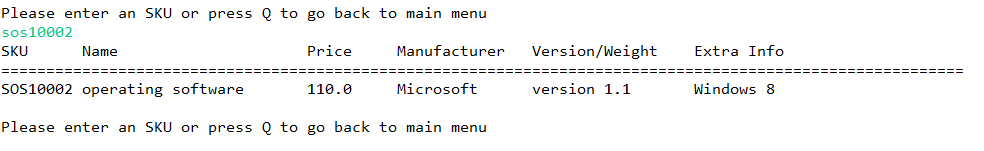 Please enter an SKU or press Q to go back to main menu
sos10002
SKU      Name                     Price     Manufacturer   Version/Weight    Extra Info
===========================================================================================================
SOS10002 operating software       110.0     Microsoft      version 1.1       Windows 8
Please enter an SKU or press Q to go back to main menu